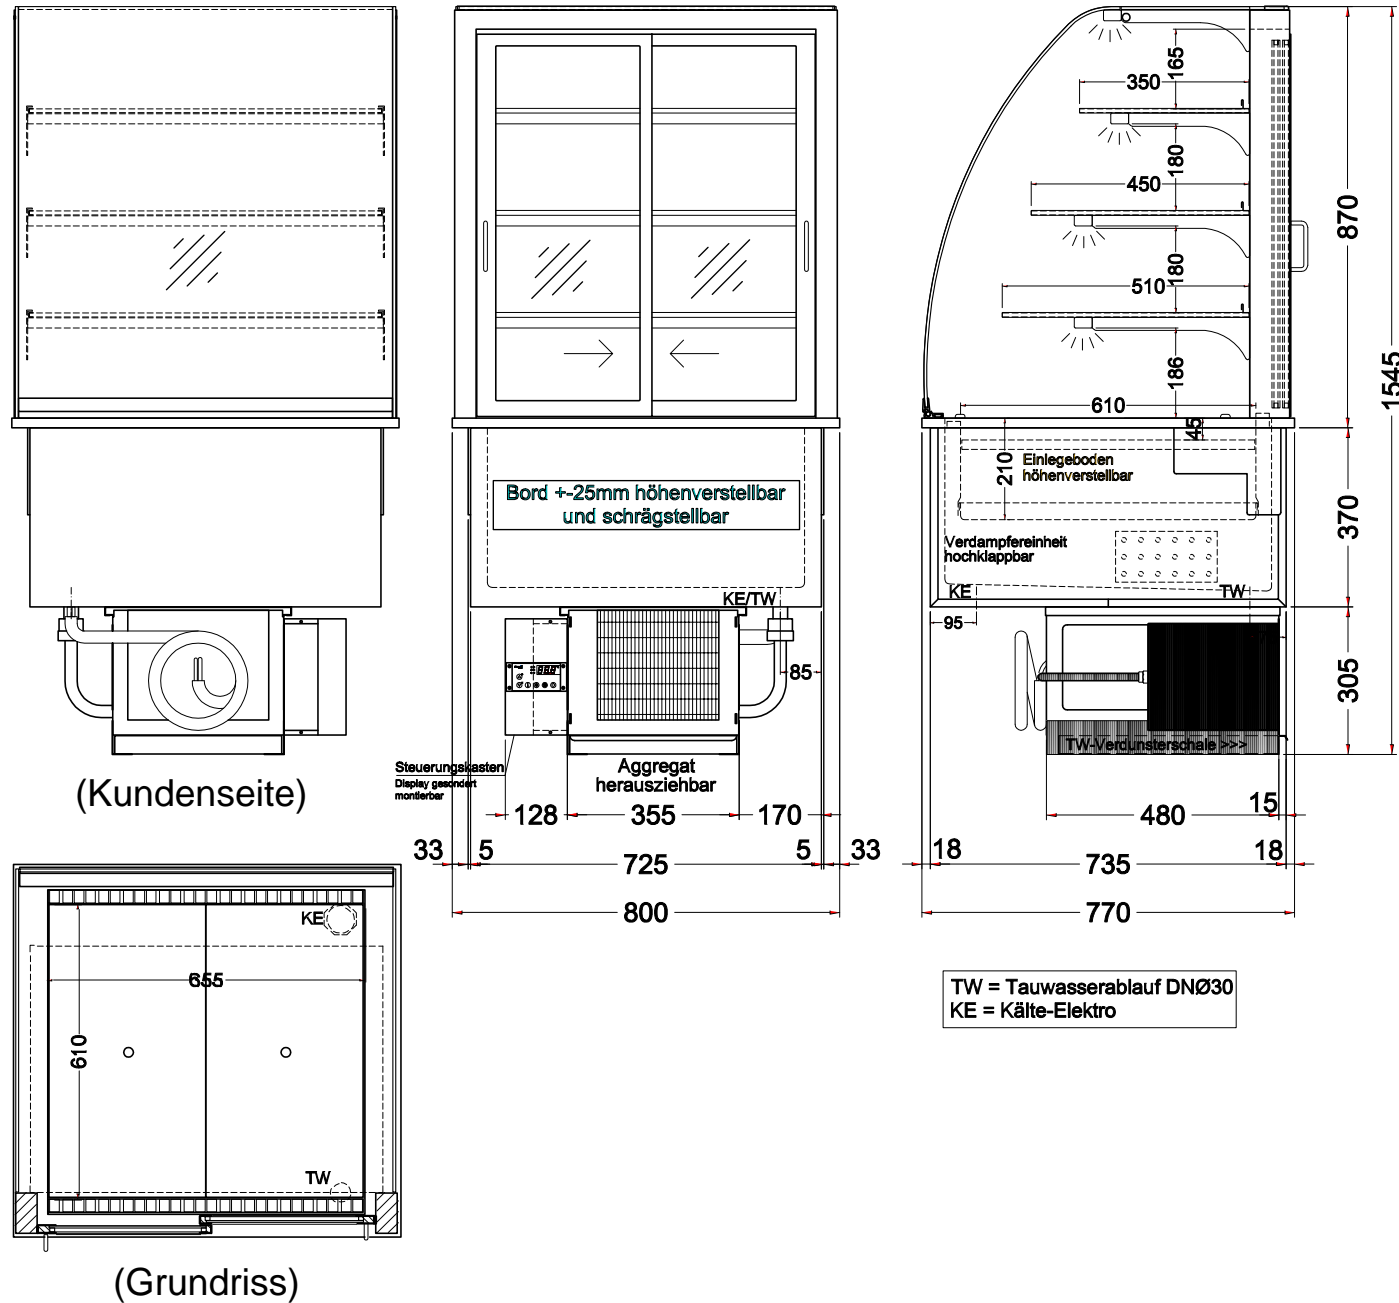 165
350
180
450
180
510
186
610
45
210
Einlegeboden
höhenverstellbar
Bord +-25mm höhenverstellbar
und schrägstellbar
Verdampfereinheit
hochklappbar
KE
TW
KE/TW
95
85
870
1545
370
305
TW-Verdunsterschale >>>
Steuerungskasten
Display gesondert
montierbar
Aggregat
herausziehbar
(Kundenseite)
128
355
170
480
15
33
5
725
5
33
18
735
18
800
770
KE
655
610
TW
TW = Tauwasserablauf DNØ30
KE = Kälte-Elektro
(Grundriss)